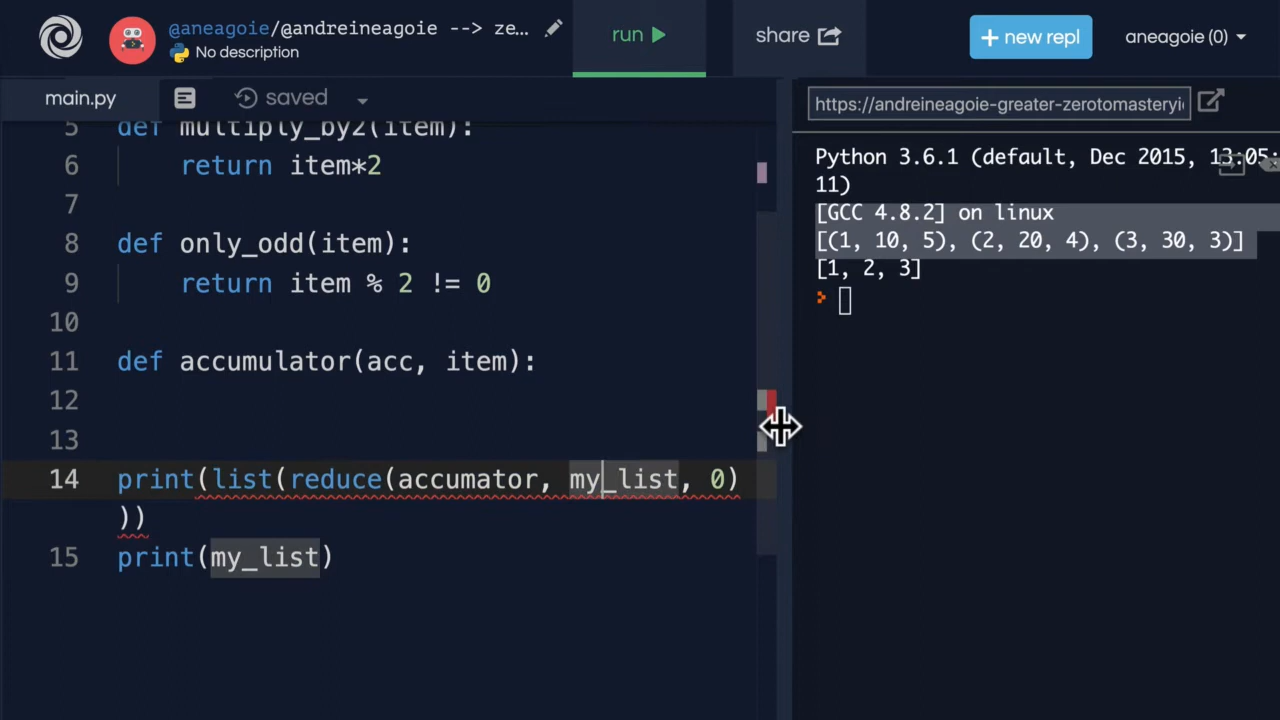 @aneagoie/@andreineagoie --> ze...
No description
run
share
+ new repl
aneagoie (0)
main.py
saved
https://andreineagoie-greater-zerotomasteryi
5 def multiply_by2(item):
6 return item*2
7
8 def only_odd(item):
9 return item % 2 != 0
10
11 def accumulator(acc, item):
12
13
14 print(list(reduce(accumator, my_list, 0)
))
15 print(my_list)
Python 3.6.1 (default, Dec 2015, 13:05:
11)
[GCC 4.8.2] on linux
[(1, 10, 5), (2, 20, 4), (3, 30, 3)]
[1, 2, 3]